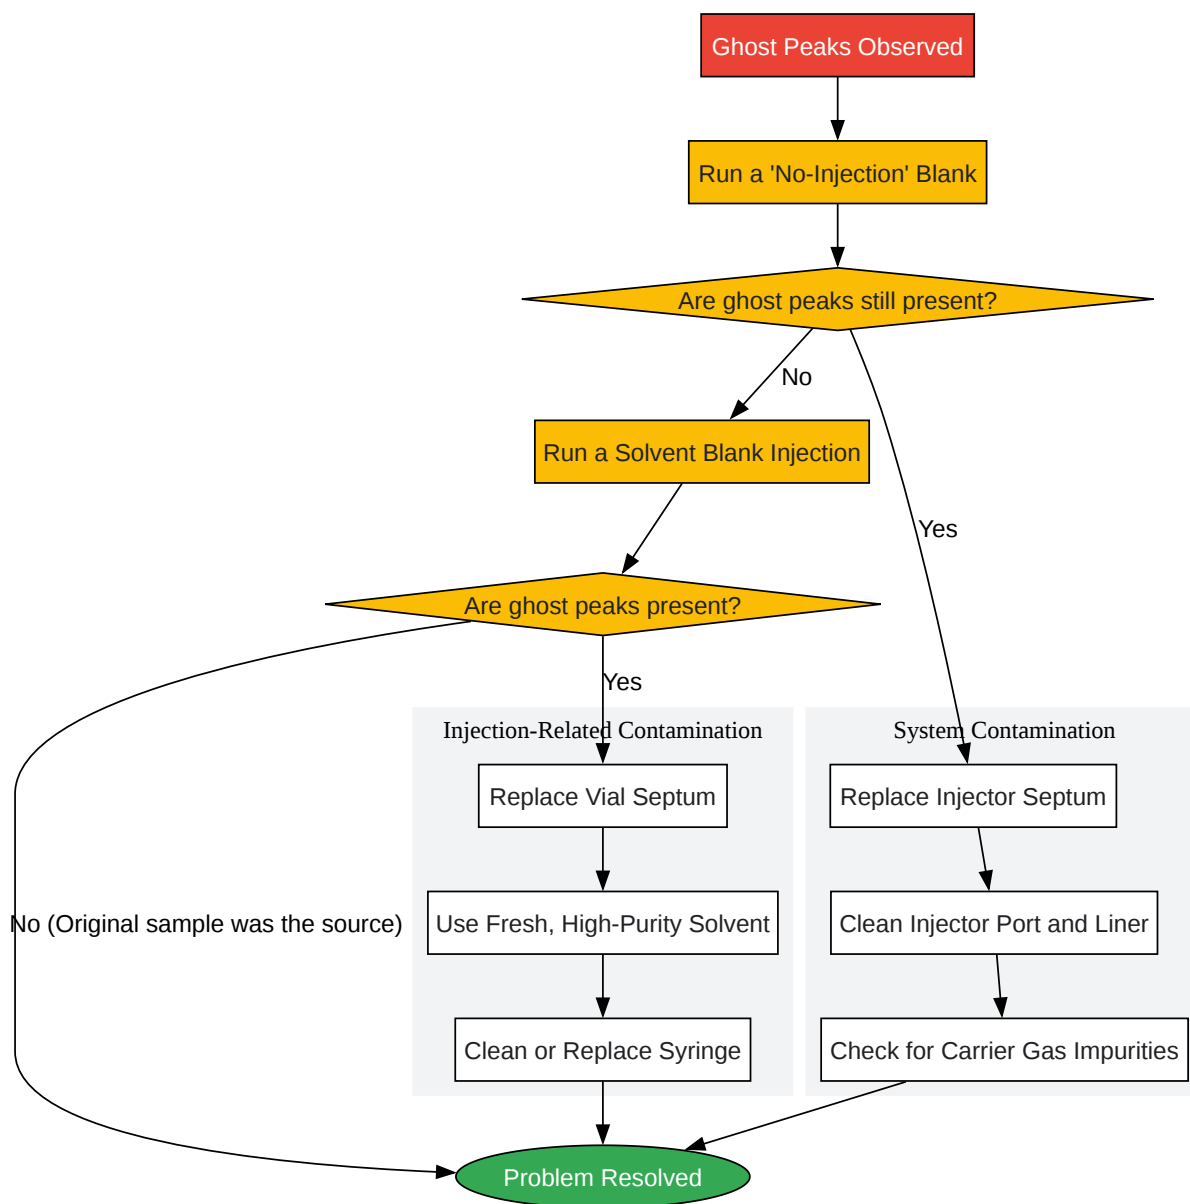 Ghost Peaks Observed
Run a 'No-Injection' Blank
Are ghost peaks still present?
No
Run a Solvent Blank Injection
Yes
Are ghost peaks present?
Yes
Injection-Related Contamination
System Contamination
Replace Vial Septum
Replace Injector Septum
No (Original sample was the source)
Use Fresh, High-Purity Solvent
Clean Injector Port and Liner
Clean or Replace Syringe
Check for Carrier Gas Impurities
Problem Resolved